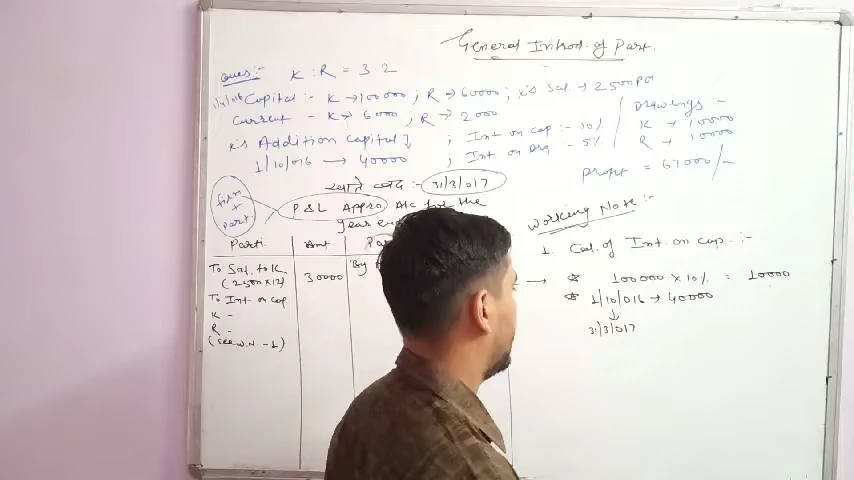 General Introd. of Part.
Ques:- K : R = 3:2
1/4/016 Capital :- K → 100000 ; R → 60000 ; K's Sal. → 2500 PM
Current - K → 6000 ; R → 2000
K's Addition Capital ] ; Int on cap :- 10%
1/10/016 → 40000 ; Int on Drg - 5%
Drawings :-
K → 10000
R → 10000
Profit = 67000/-
खाते बंद :- 31/3/017
firm
+
Part
P & L Appro. A/c for the
Year en
Parti Amt Pa
To Sal. to K 30000 By
(2500 x 12)
To Int on Cap.
K -
R -
(see W.N - 1)
Working Note :-
1. Cal. of Int. on cap. :-
→ * 100000 x 10% = 10000
* 1/10/016 → 40000
↓
31/3/017